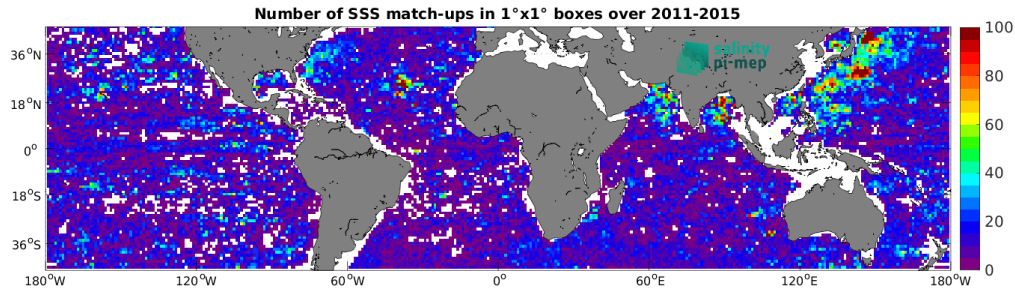 Number of SSS match-ups in 1°x1° boxes over 2011-2015
salinity
pi-mep
36°N
18°N
0°
18°S
36°S
180°W
120°W
60°W
0°
60°E
120°E
180°W
100
80
60
40
20
0